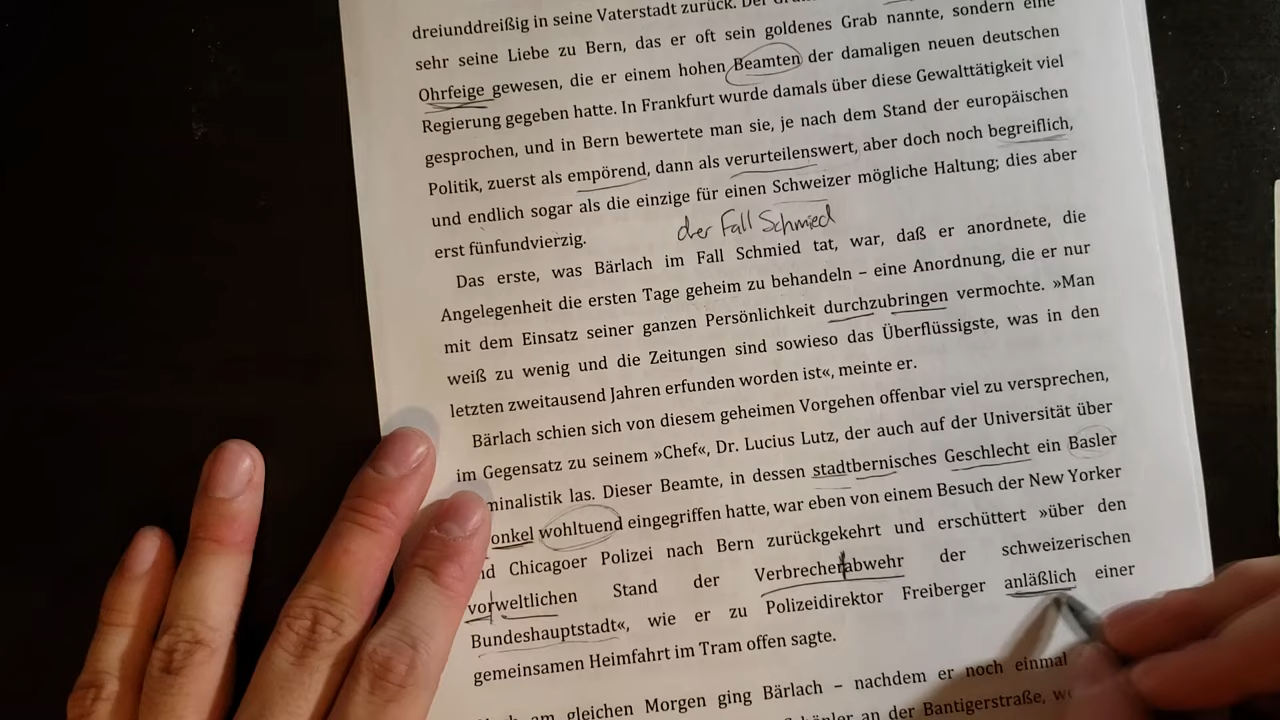 dreiunddreißig in seine Vaterstadt zurück. Der
sehr seine Liebe zu Bern, das er oft sein goldenes Grab nannte, sondern eine
Ohrfeige gewesen, die er einem hohen Beamten der damaligen neuen deutschen
Regierung gegeben hatte. In Frankfurt wurde damals über diese Gewalttätigkeit viel
gesprochen, und in Bern bewertete man sie, je nach dem Stand der europäischen
Politik, zuerst als empörend, dann als verurteilenswert, aber doch noch begreiflich,
und endlich sogar als die einzige für einen Schweizer mögliche Haltung; dies aber
erst fünfundvierzig.
der Fall Schmied
Das erste, was Bärlach im Fall Schmied tat, war, daß er anordnete, die
Angelegenheit die ersten Tage geheim zu behandeln – eine Anordnung, die er nur
mit dem Einsatz seiner ganzen Persönlichkeit durchzubringen vermochte. »Man
weiß zu wenig und die Zeitungen sind sowieso das Überflüssigste, was in den
letzten zweitausend Jahren erfunden worden ist«, meinte er.
Bärlach schien sich von diesem geheimen Vorgehen offenbar viel zu versprechen,
im Gegensatz zu seinem »Chef«, Dr. Lucius Lutz, der auch auf der Universität über
minalistik las. Dieser Beamte, in dessen stadtbernisches Geschlecht ein Basler
onkel wohltuend eingegriffen hatte, war eben von einem Besuch der New Yorker
nd Chicagoer Polizei nach Bern zurückgekehrt und erschüttert »über den
vorweltlichen Stand der Verbrecherabwehr der schweizerischen
Bundeshauptstadt«, wie er zu Polizeidirektor Freiberger anläßlich einer
gemeinsamen Heimfahrt im Tram offen sagte.
am gleichen Morgen ging Bärlach – nachdem er noch einmal
an der Bantigerstraße,